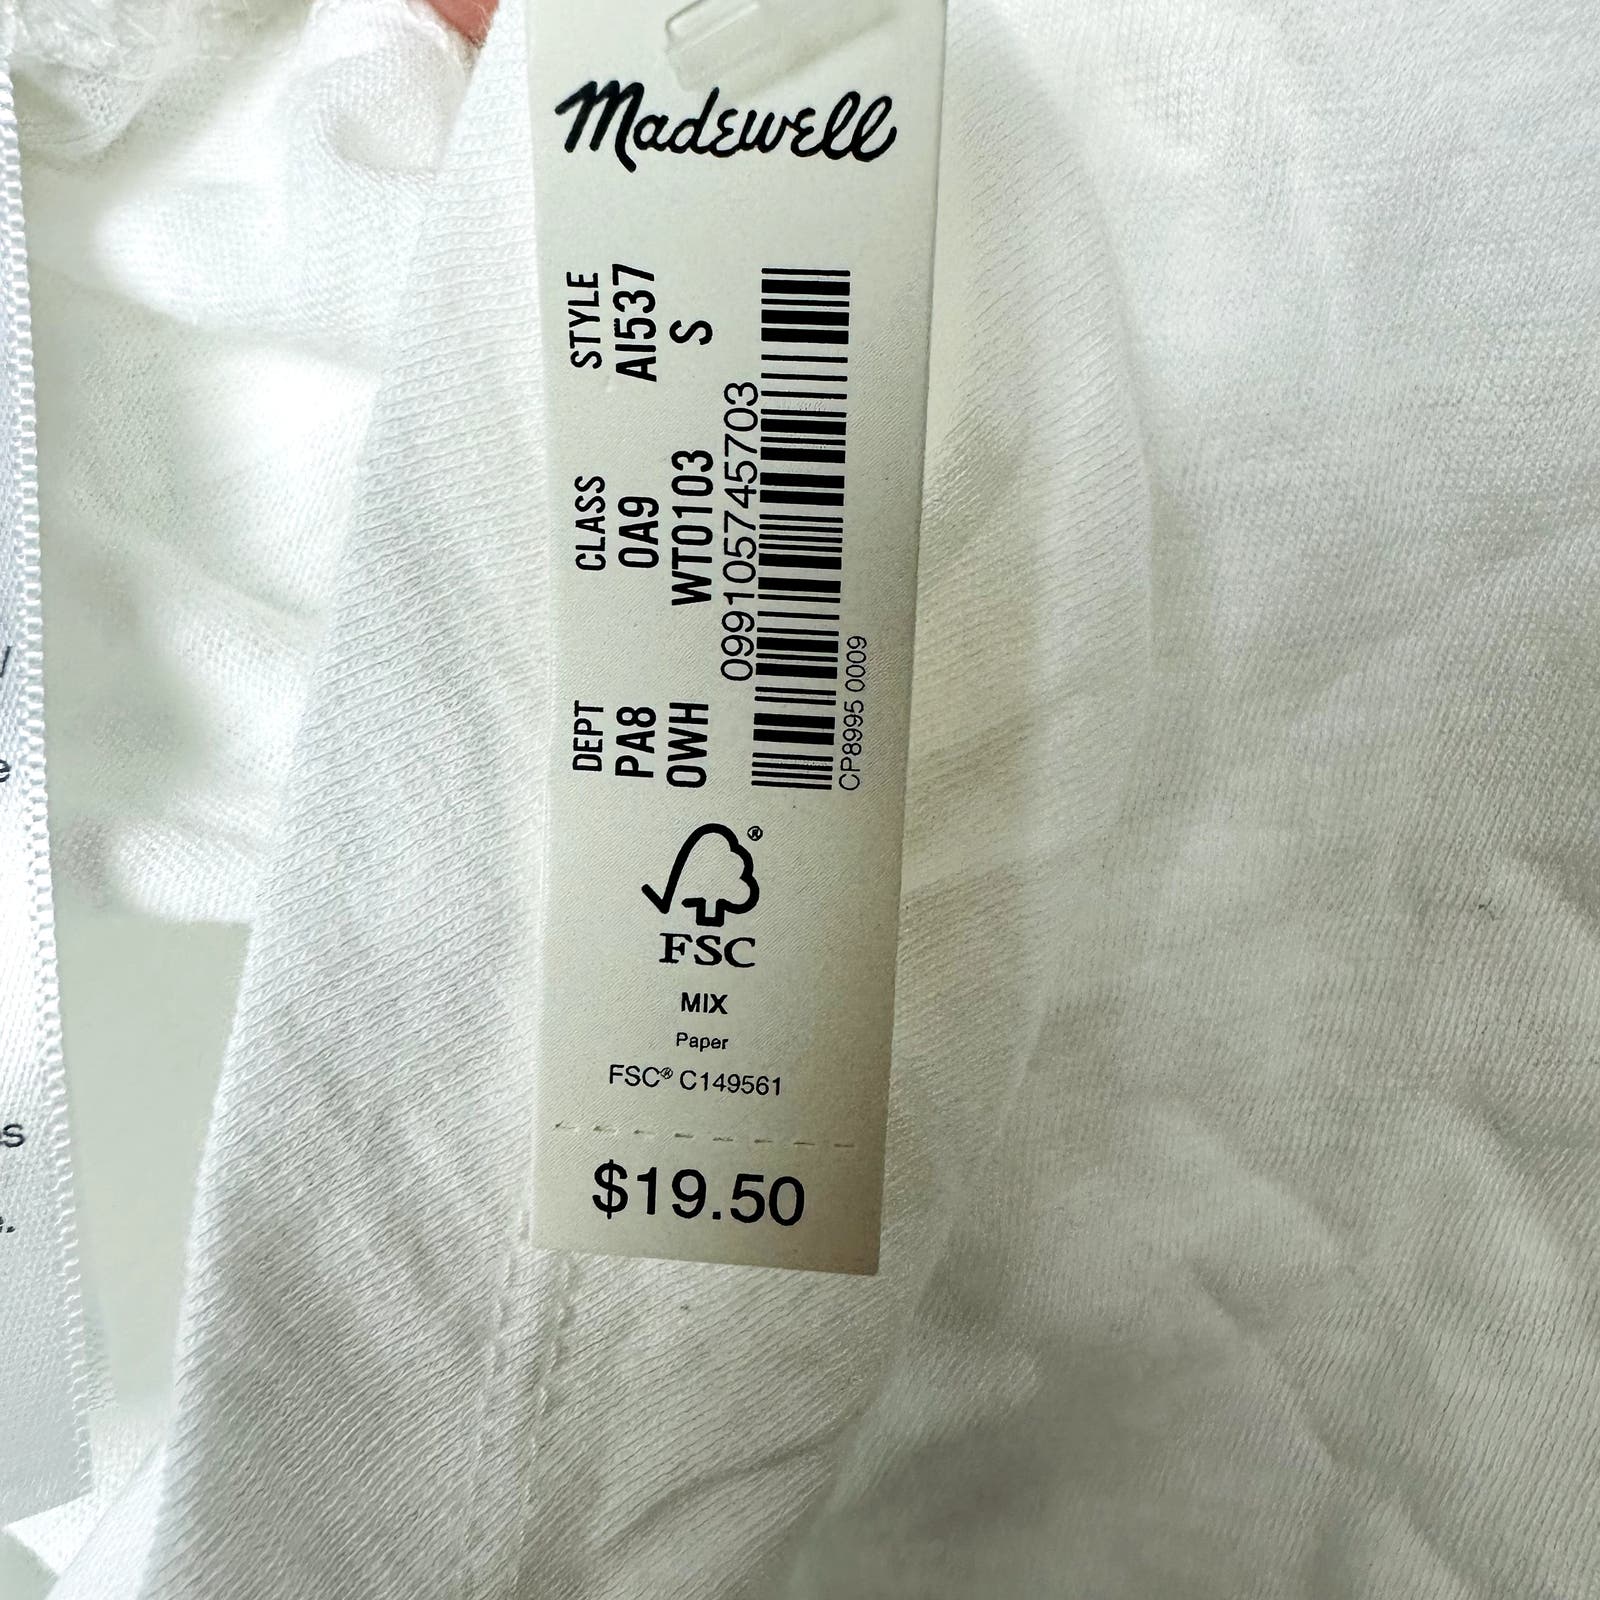 Madewell
DEPT CLASS STYLE
PA8 0A9 AI537
OWH WT0103 S
099105745703
CP8995 0009
FSC®
MIX
Paper
FSC® C149561
$19.50